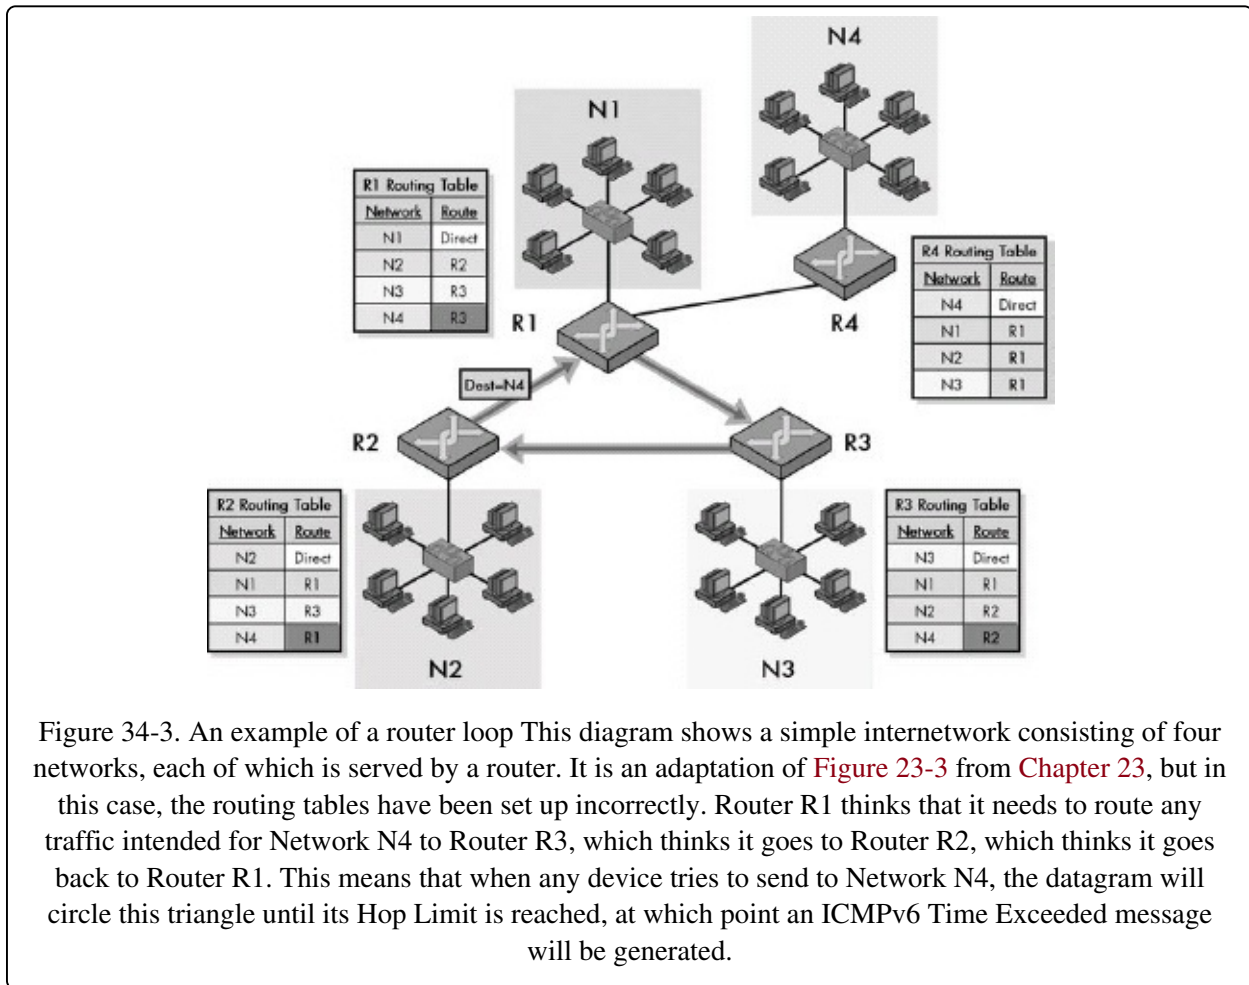 N4
N1
R1 Routing Table
Network Route
N1 Direct
N2 R2
N3 R3
N4 R3
R4 Routing Table
Network Route
N4 Direct
N1 R1
N2 R1
N3 R1
R1
R4
Dest=N4
R2
R3
R2 Routing Table
Network Route
N2 Direct
N1 R1
N3 R3
N4 R1
R3 Routing Table
Network Route
N3 Direct
N1 R1
N2 R2
N4 R2
N2
N3
Figure 34-3. An example of a router loop This diagram shows a simple internetwork consisting of four
networks, each of which is served by a router. It is an adaptation of Figure 23-3 from Chapter 23, but in
this case, the routing tables have been set up incorrectly. Router R1 thinks that it needs to route any
traffic intended for Network N4 to Router R3, which thinks it goes to Router R2, which thinks it goes
back to Router R1. This means that when any device tries to send to Network N4, the datagram will
circle this triangle until its Hop Limit is reached, at which point an ICMPv6 Time Exceeded message
will be generated.